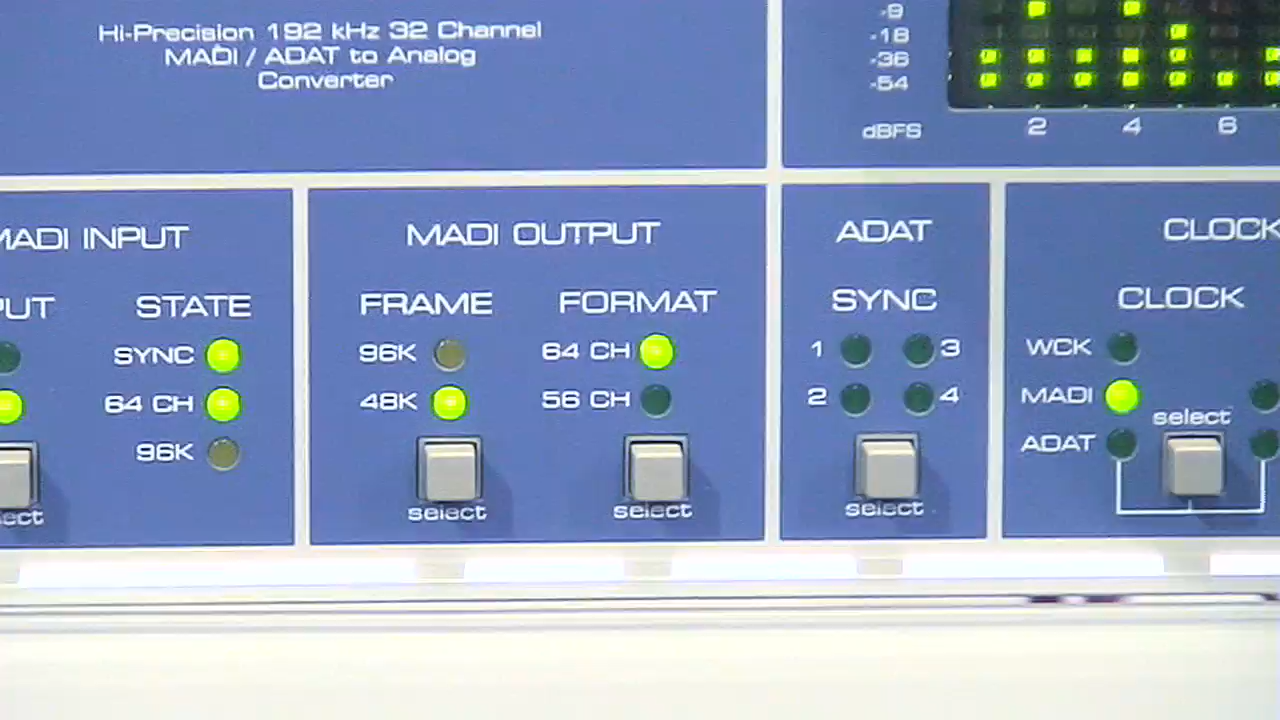 Hi-Precision 192 kHz 32 Channel
MADI / ADAT to Analog
Converter
-9
-18
-36
-54
dBFS 2 4 6
MADI INPUT
STATE
SYNC
64 CH
96K
MADI OUTPUT
FRAME
96K
48K
select
FORMAT
64 CH
56 CH
select
ADAT
SYNC
1 3
2 4
select
CLOCK
CLOCK
WCK
MADI
ADAT
select